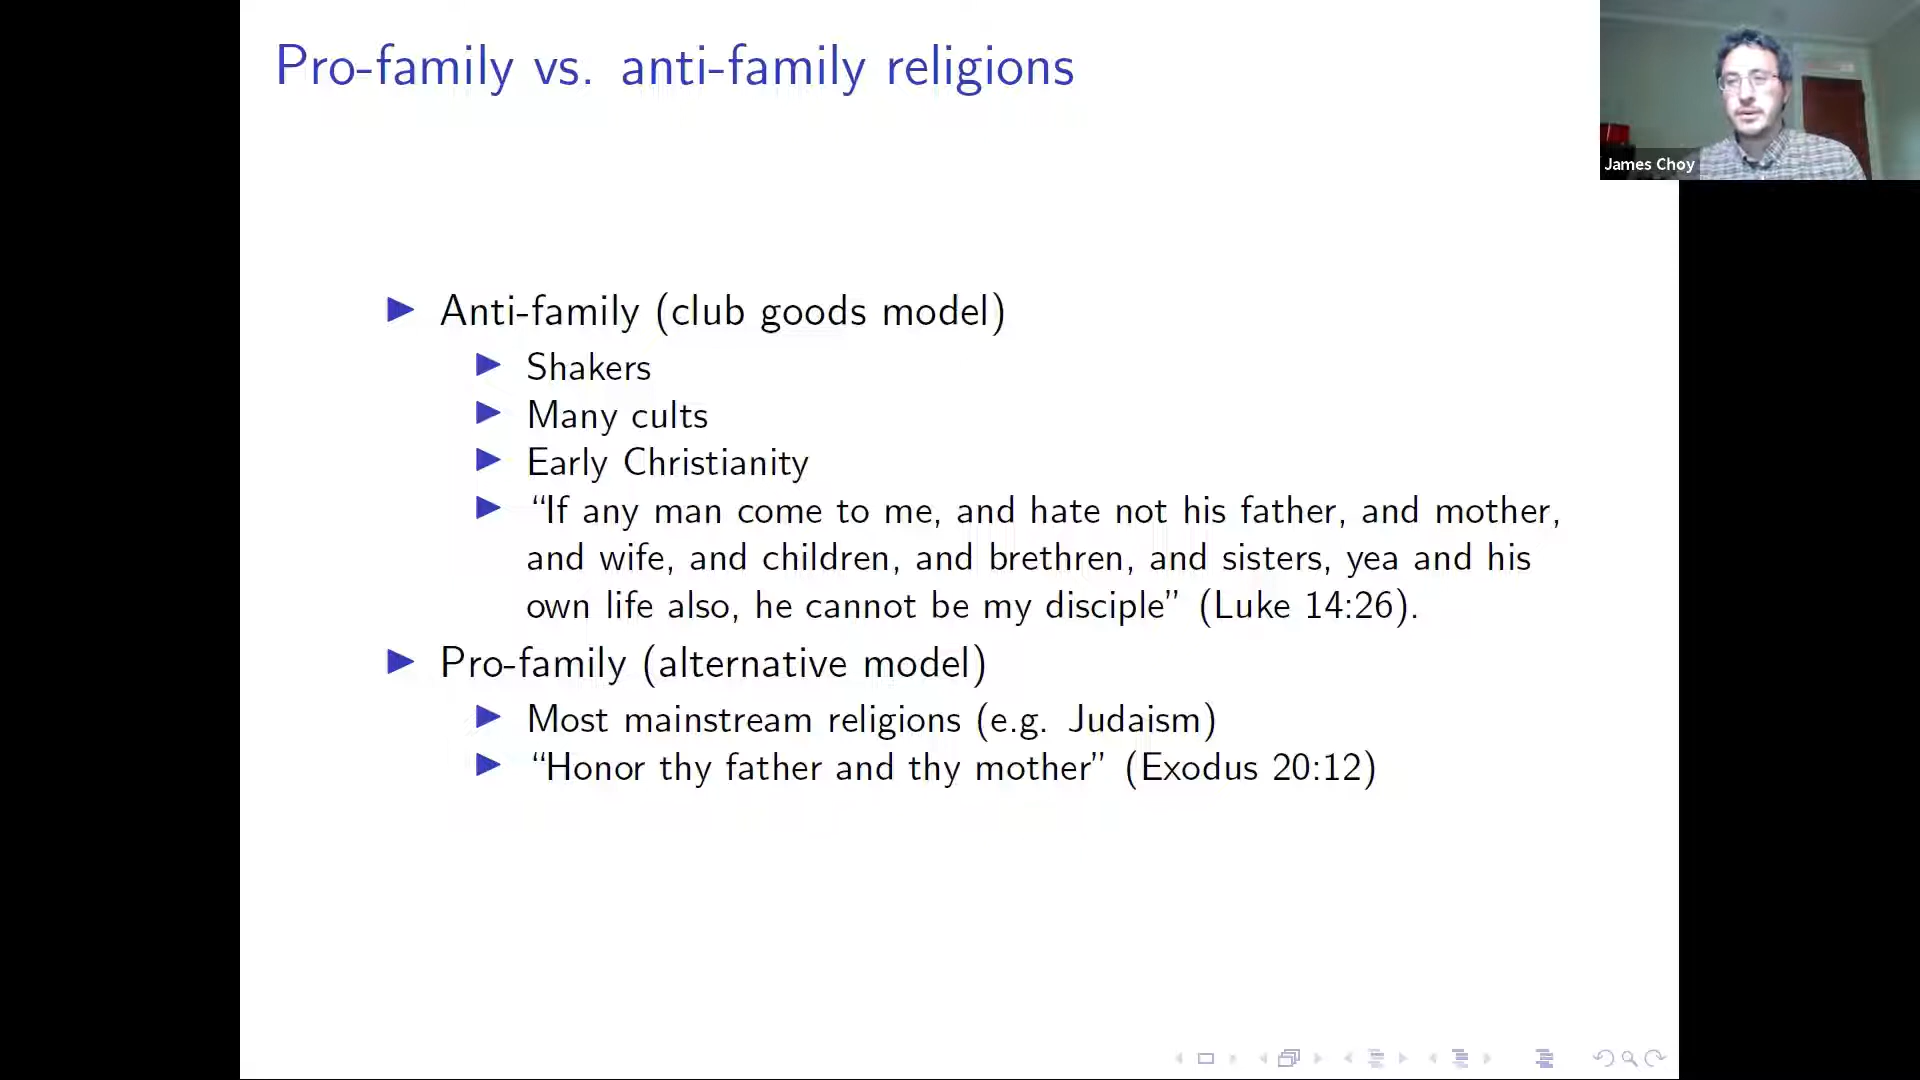 Pro-family vs. anti-family religions
James Choy
Anti-family (club goods model)
Shakers
Many cults
Early Christianity
“If any man come to me, and hate not his father, and mother,
and wife, and children, and brethren, and sisters, yea and his
own life also, he cannot be my disciple” (Luke 14:26).
Pro-family (alternative model)
Most mainstream religions (e.g. Judaism)
“Honor thy father and thy mother” (Exodus 20:12)